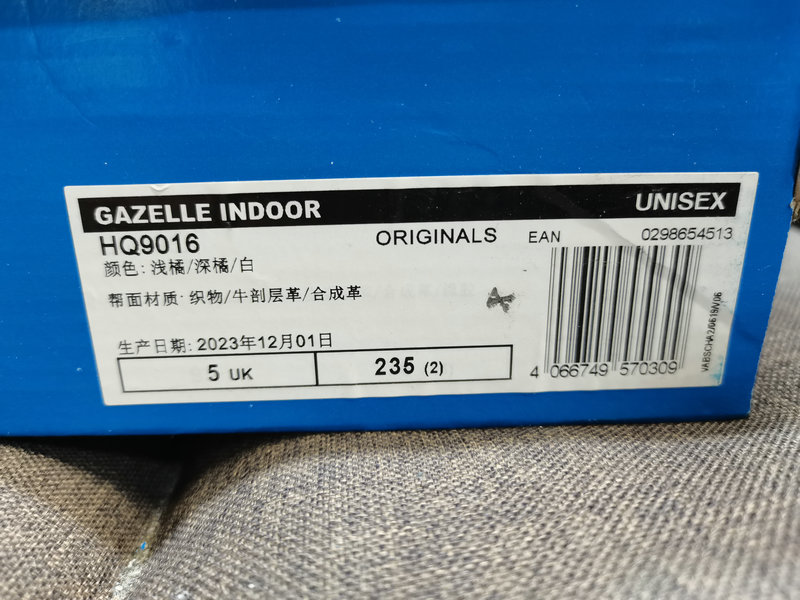 GAZELLE INDOOR UNISEX
HQ9016 ORIGINALS EAN 0298654513
颜色: 浅橘/深橘/白
帮面材质: 织物/牛剖层革/合成革
生产日期: 2023年12月01日
5 UK 235 (2)
4 066749 570309